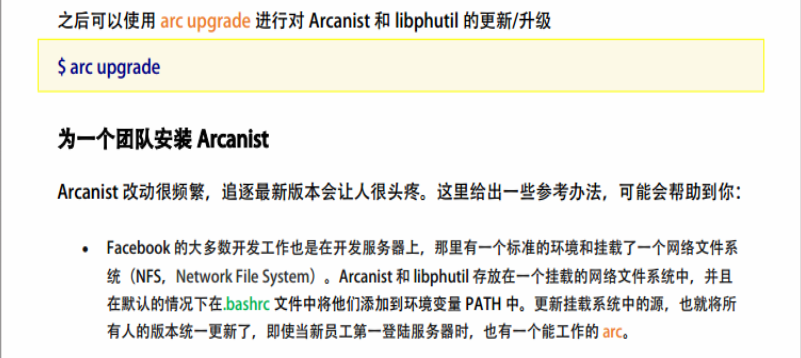 之后可以使用 arc upgrade 进行对 Arcanist 和 libphutil 的更新/升级
$ arc upgrade
为一个团队安装 Arcanist
Arcanist 改动很频繁，追逐最新版本会让人很头疼。这里给出一些参考办法，可能会帮助到你：
• Facebook 的大多数开发工作也是在开发服务器上，那里有一个标准的环境和挂载了一个网络文件系
统（NFS，Network File System）。Arcanist 和 libphutil 存放在一个挂载的网络文件系统中，并且
在默认的情况下在.bashrc 文件中将他们添加到环境变量 PATH 中。更新挂载系统中的源，也就将所
有人的版本统一更新了，即使当新员工第一登陆服务器时，也有一个能工作的 arc。